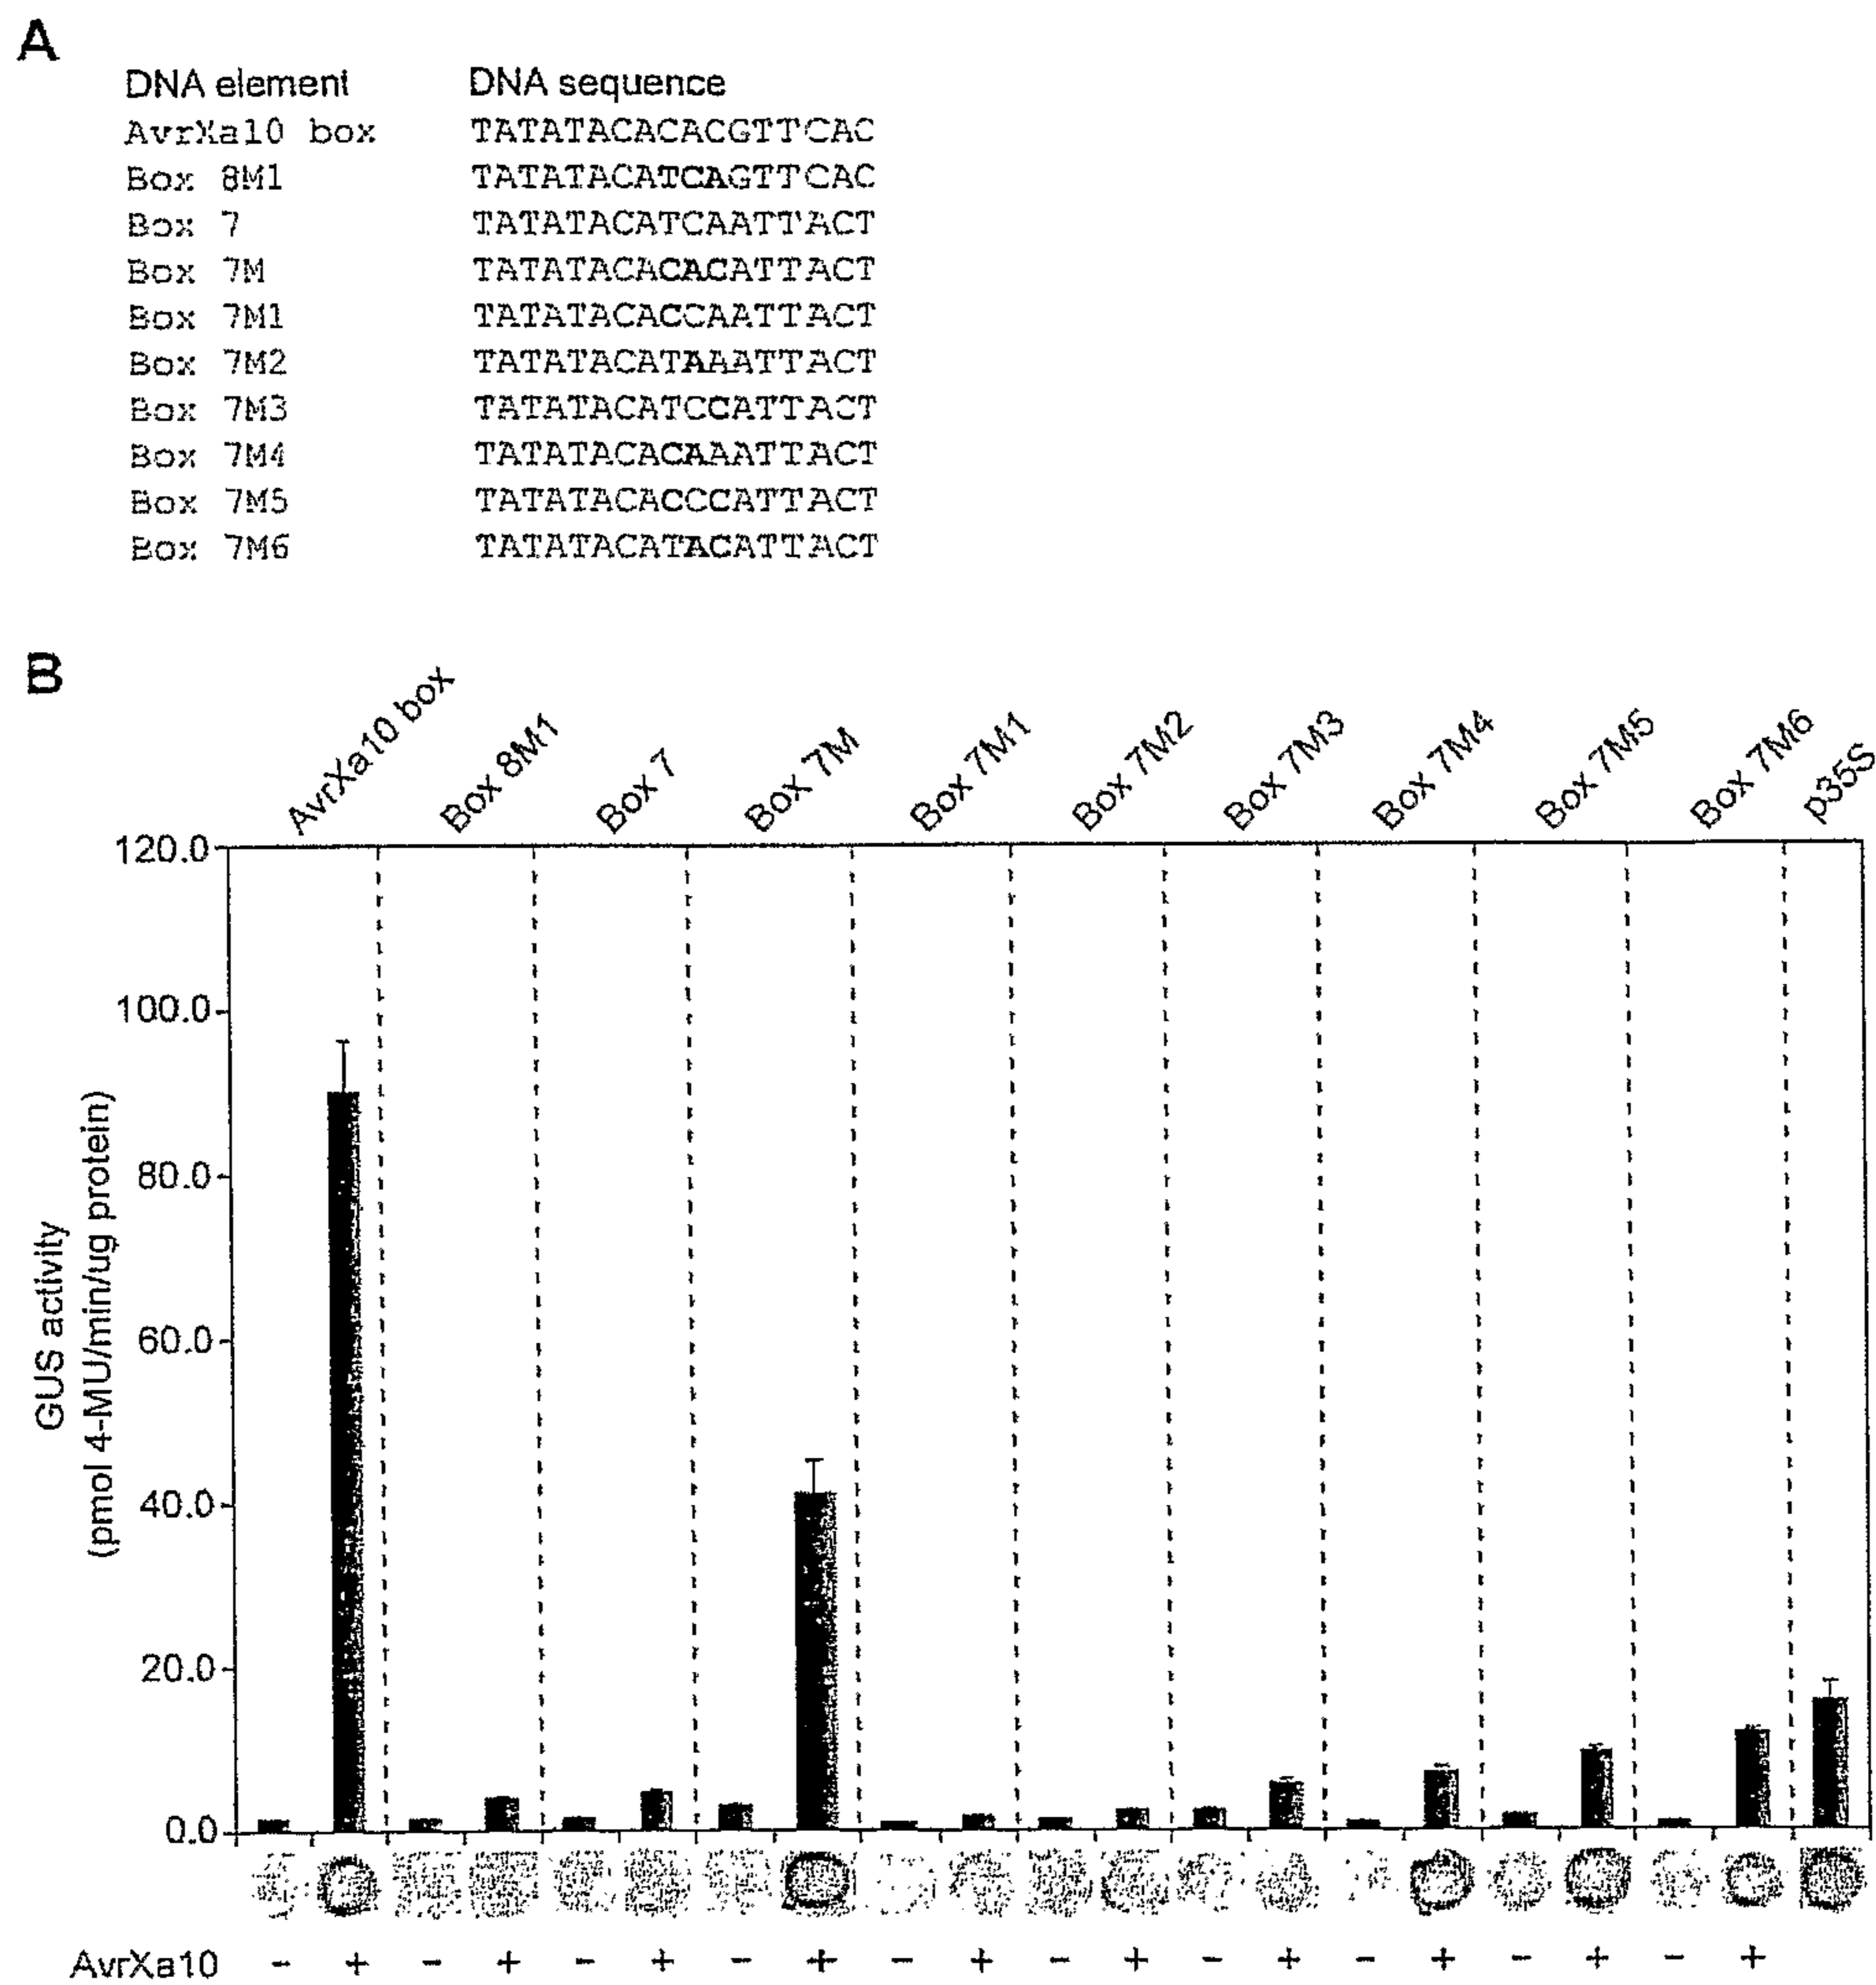 A
DNA element DNA sequence
AvrXa10 box TATATACACACGTTCAC
Box 8M1 TATATACATCAGTTCAC
Box 7 TATATACATCAATTACT
Box 7M TATATACACACATTACT
Box 7M1 TATATACACCAATTACT
Box 7M2 TATATACATAAATTACT
Box 7M3 TATATACATCCATTACT
Box 7M4 TATATACACAAATTACT
Box 7M5 TATATACACCCATTACT
Box 7M6 TATATACATACATTACT
B
AvrXa10 box Box 8M1 Box 7 Box 7M Box 7M1 Box 7M2 Box 7M3 Box 7M4 Box 7M5 Box 7M6 p35S
120.0
100.0
80.0
60.0
40.0
20.0
0.0
GUS activity
(pmol 4-MU/min/ug protein)
AvrXa10 - + - + - + - + - + - + - + - + - + - +